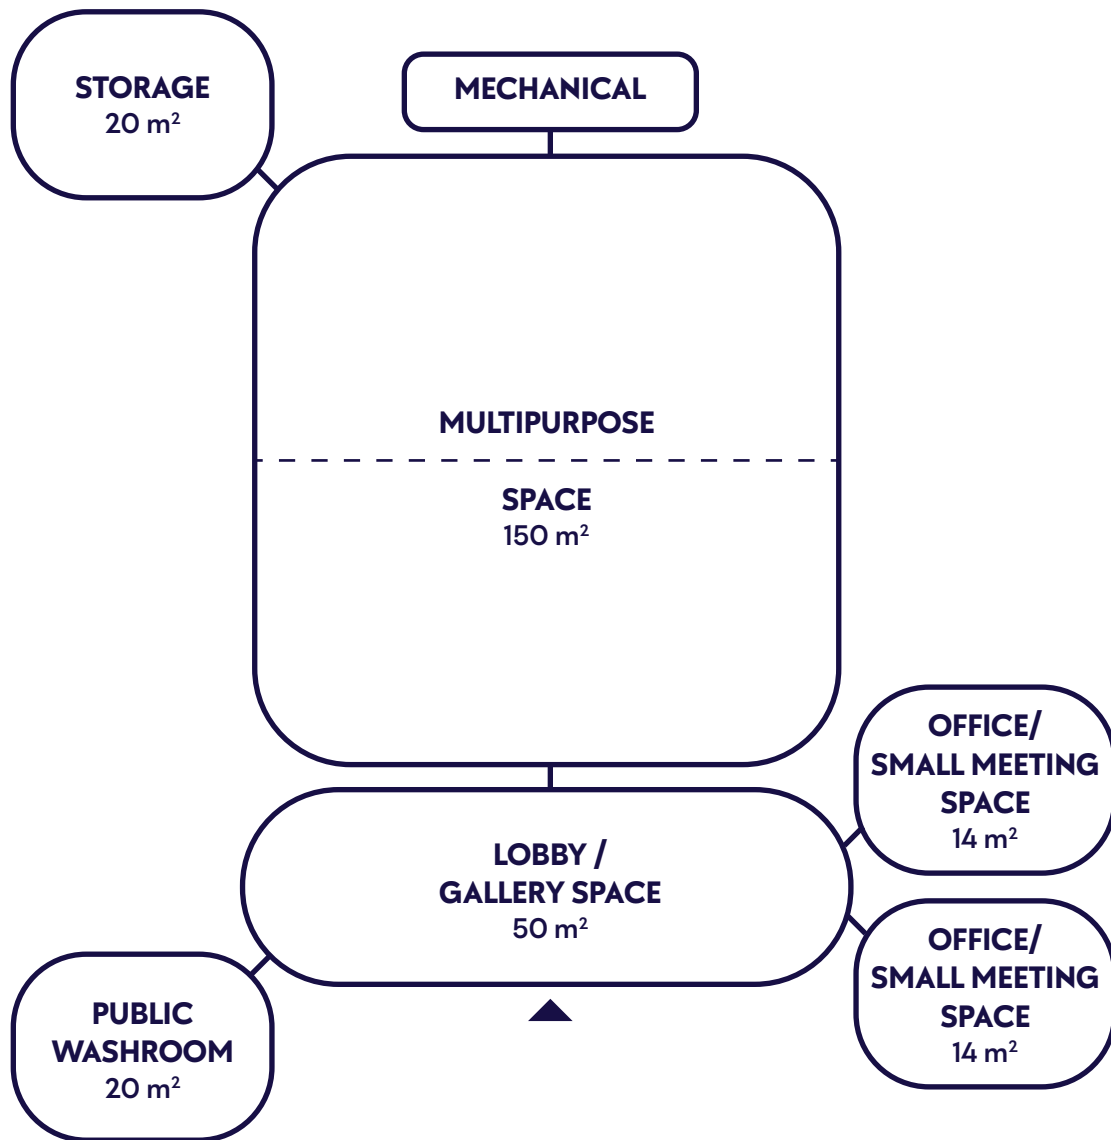 STORAGE
20 m²
MECHANICAL
MULTIPURPOSE
SPACE
150 m²
OFFICE/
SMALL MEETING
SPACE
14 m²
LOBBY /
GALLERY SPACE
50 m²
OFFICE/
SMALL MEETING
SPACE
14 m²
PUBLIC
WASHROOM
20 m²